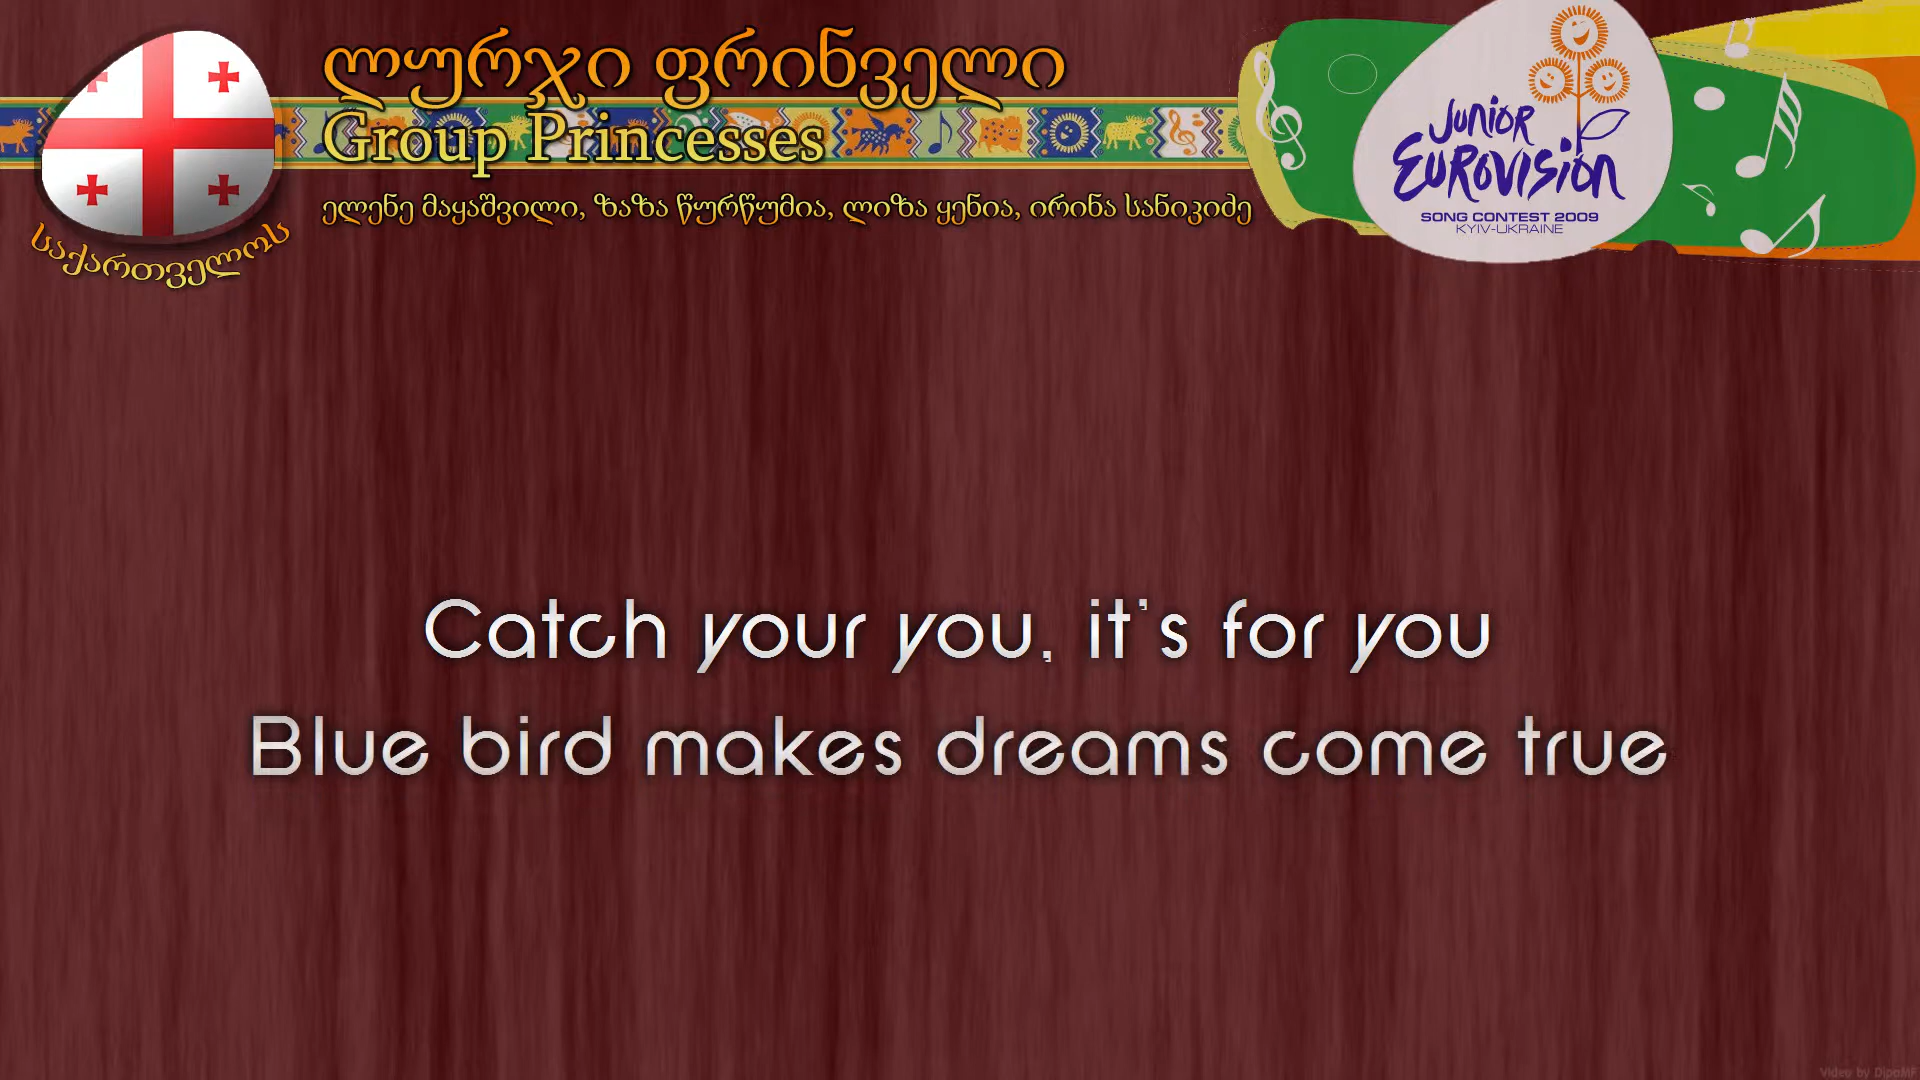 ლურჯი ფრინველი
Group Princesses
ელენე მაყაშვილი, ზაზა წურწუმია, ლიზა ყენია, ირინა სანიკიძე
საქართველოს
JUNIOR
EUROVISION
SONG CONTEST 2009
KYIV-UKRAINE
Catch your you, it's for you
Blue bird makes dreams come true
Video by DipoMF